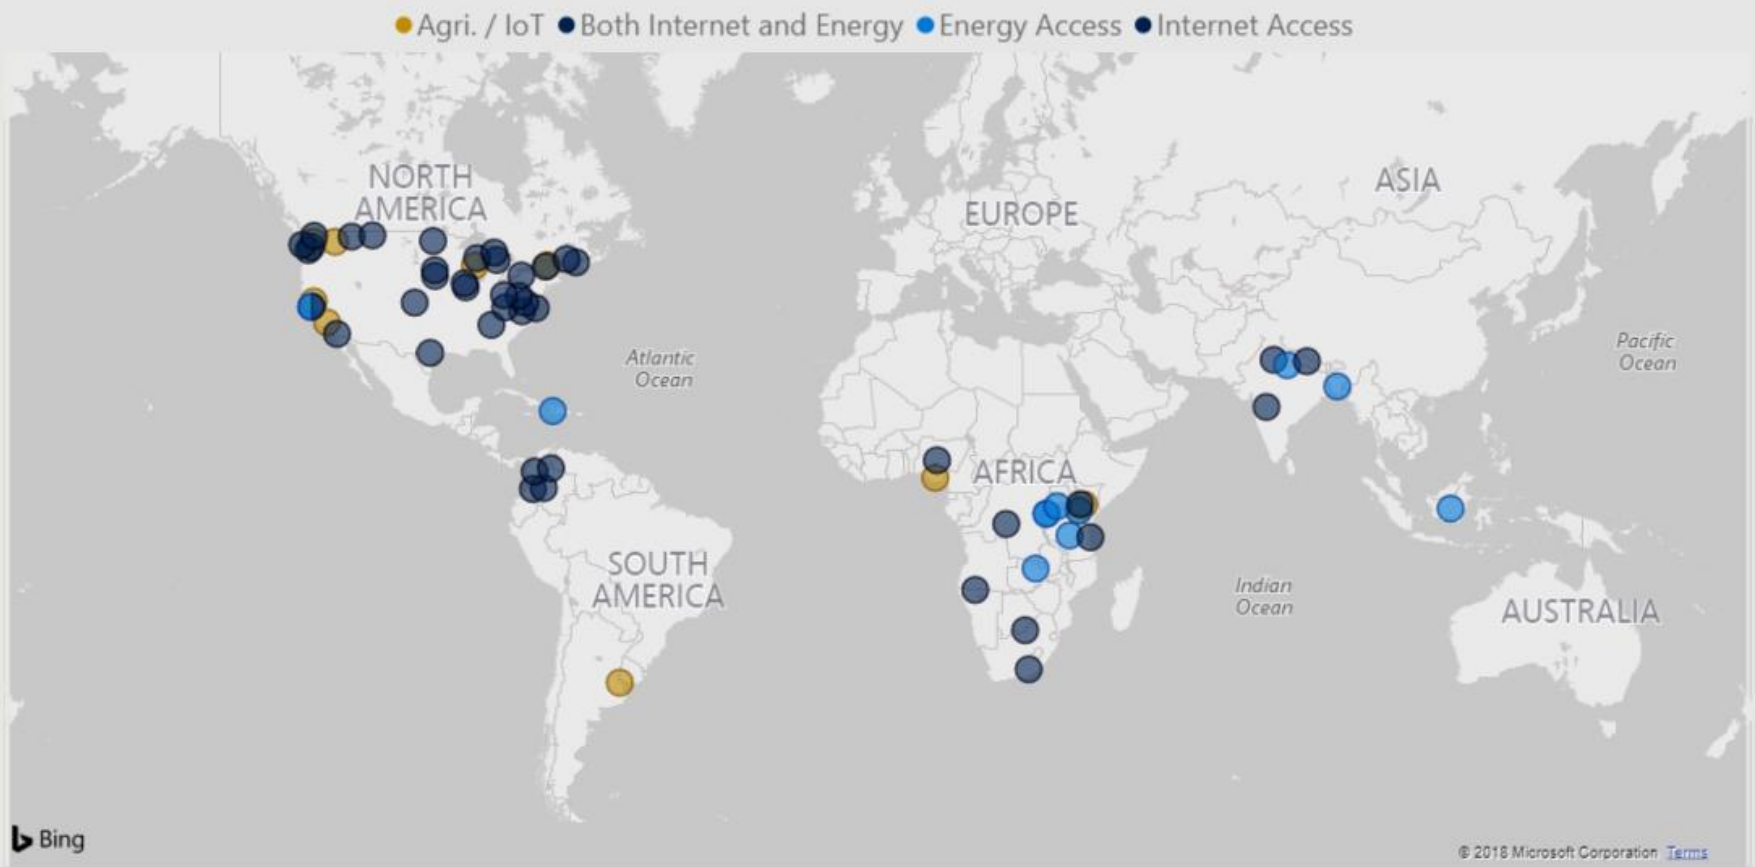 Agri. / IoT Both Internet and Energy Energy Access Internet Access
NORTH
AMERICA
EUROPE
ASIA
Atlantic
Ocean
Pacific
Ocean
AFRICA
SOUTH
AMERICA
Indian
Ocean
AUSTRALIA
Bing
© 2018 Microsoft Corporation Terms